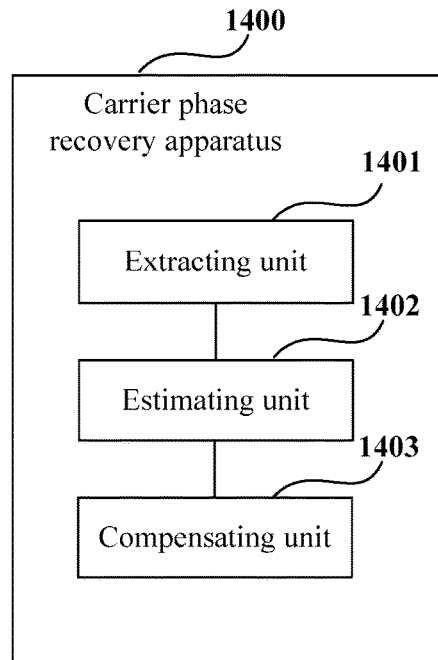 1400
Carrier phase
recovery apparatus
1401
Extracting unit
1402
Estimating unit
1403
Compensating unit